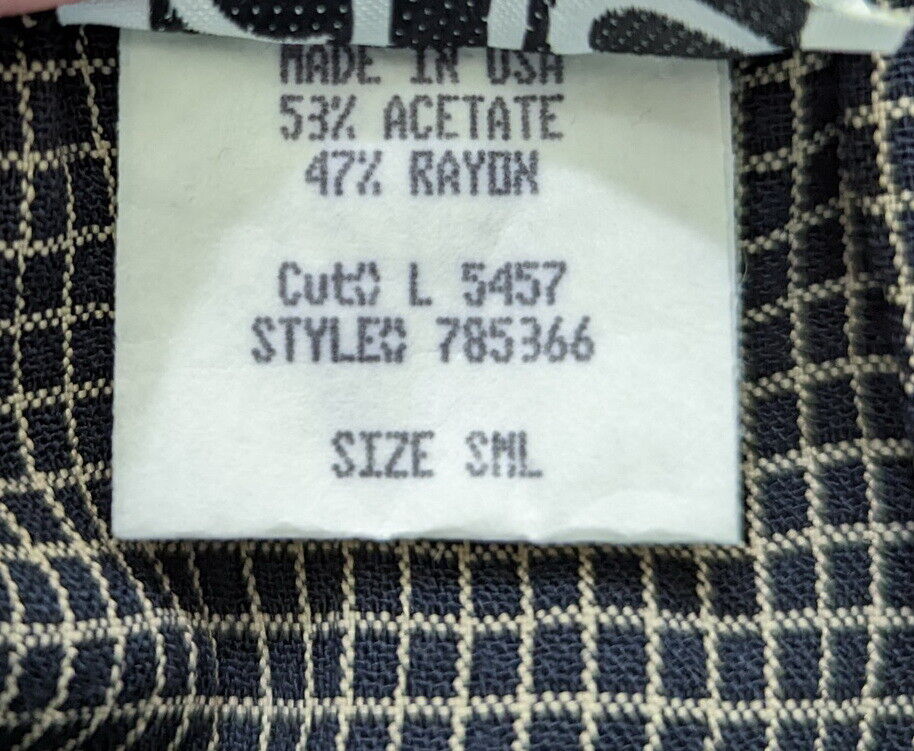 MADE IN USA
53% ACETATE
47% RAYON
Cut# L 5457
STYLE# 785366
SIZE SML